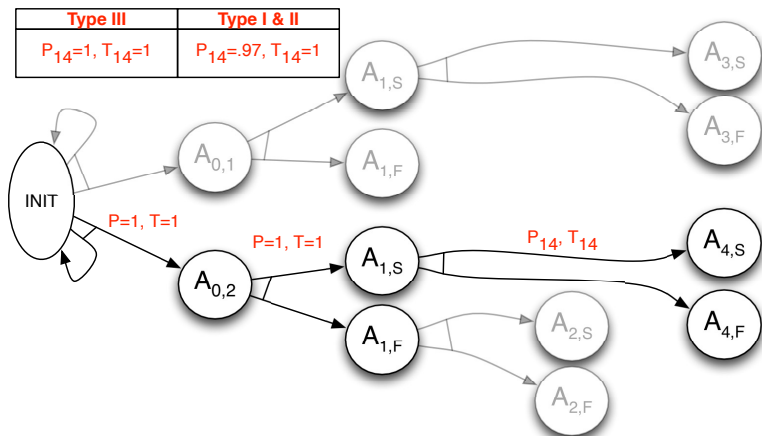 Type III Type I & II
P14=1, T14=1 P14=.97, T14=1
A1,S
A3,S
A3,F
A0,1
A1,F
INIT
P=1, T=1
P=1, T=1
P14, T14
A4,S
A1,S
A0,2
A4,F
A2,S
A1,F
A2,F